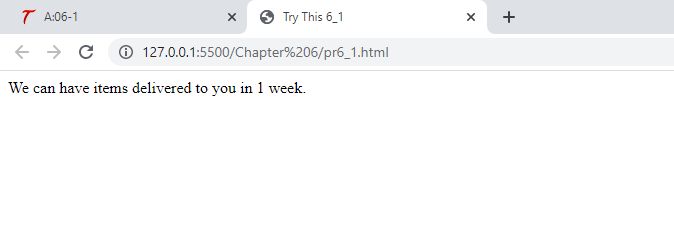 A:06-1
Try This 6_1
127.0.0.1:5500/Chapter%206/pr6_1.html
We can have items delivered to you in 1 week.